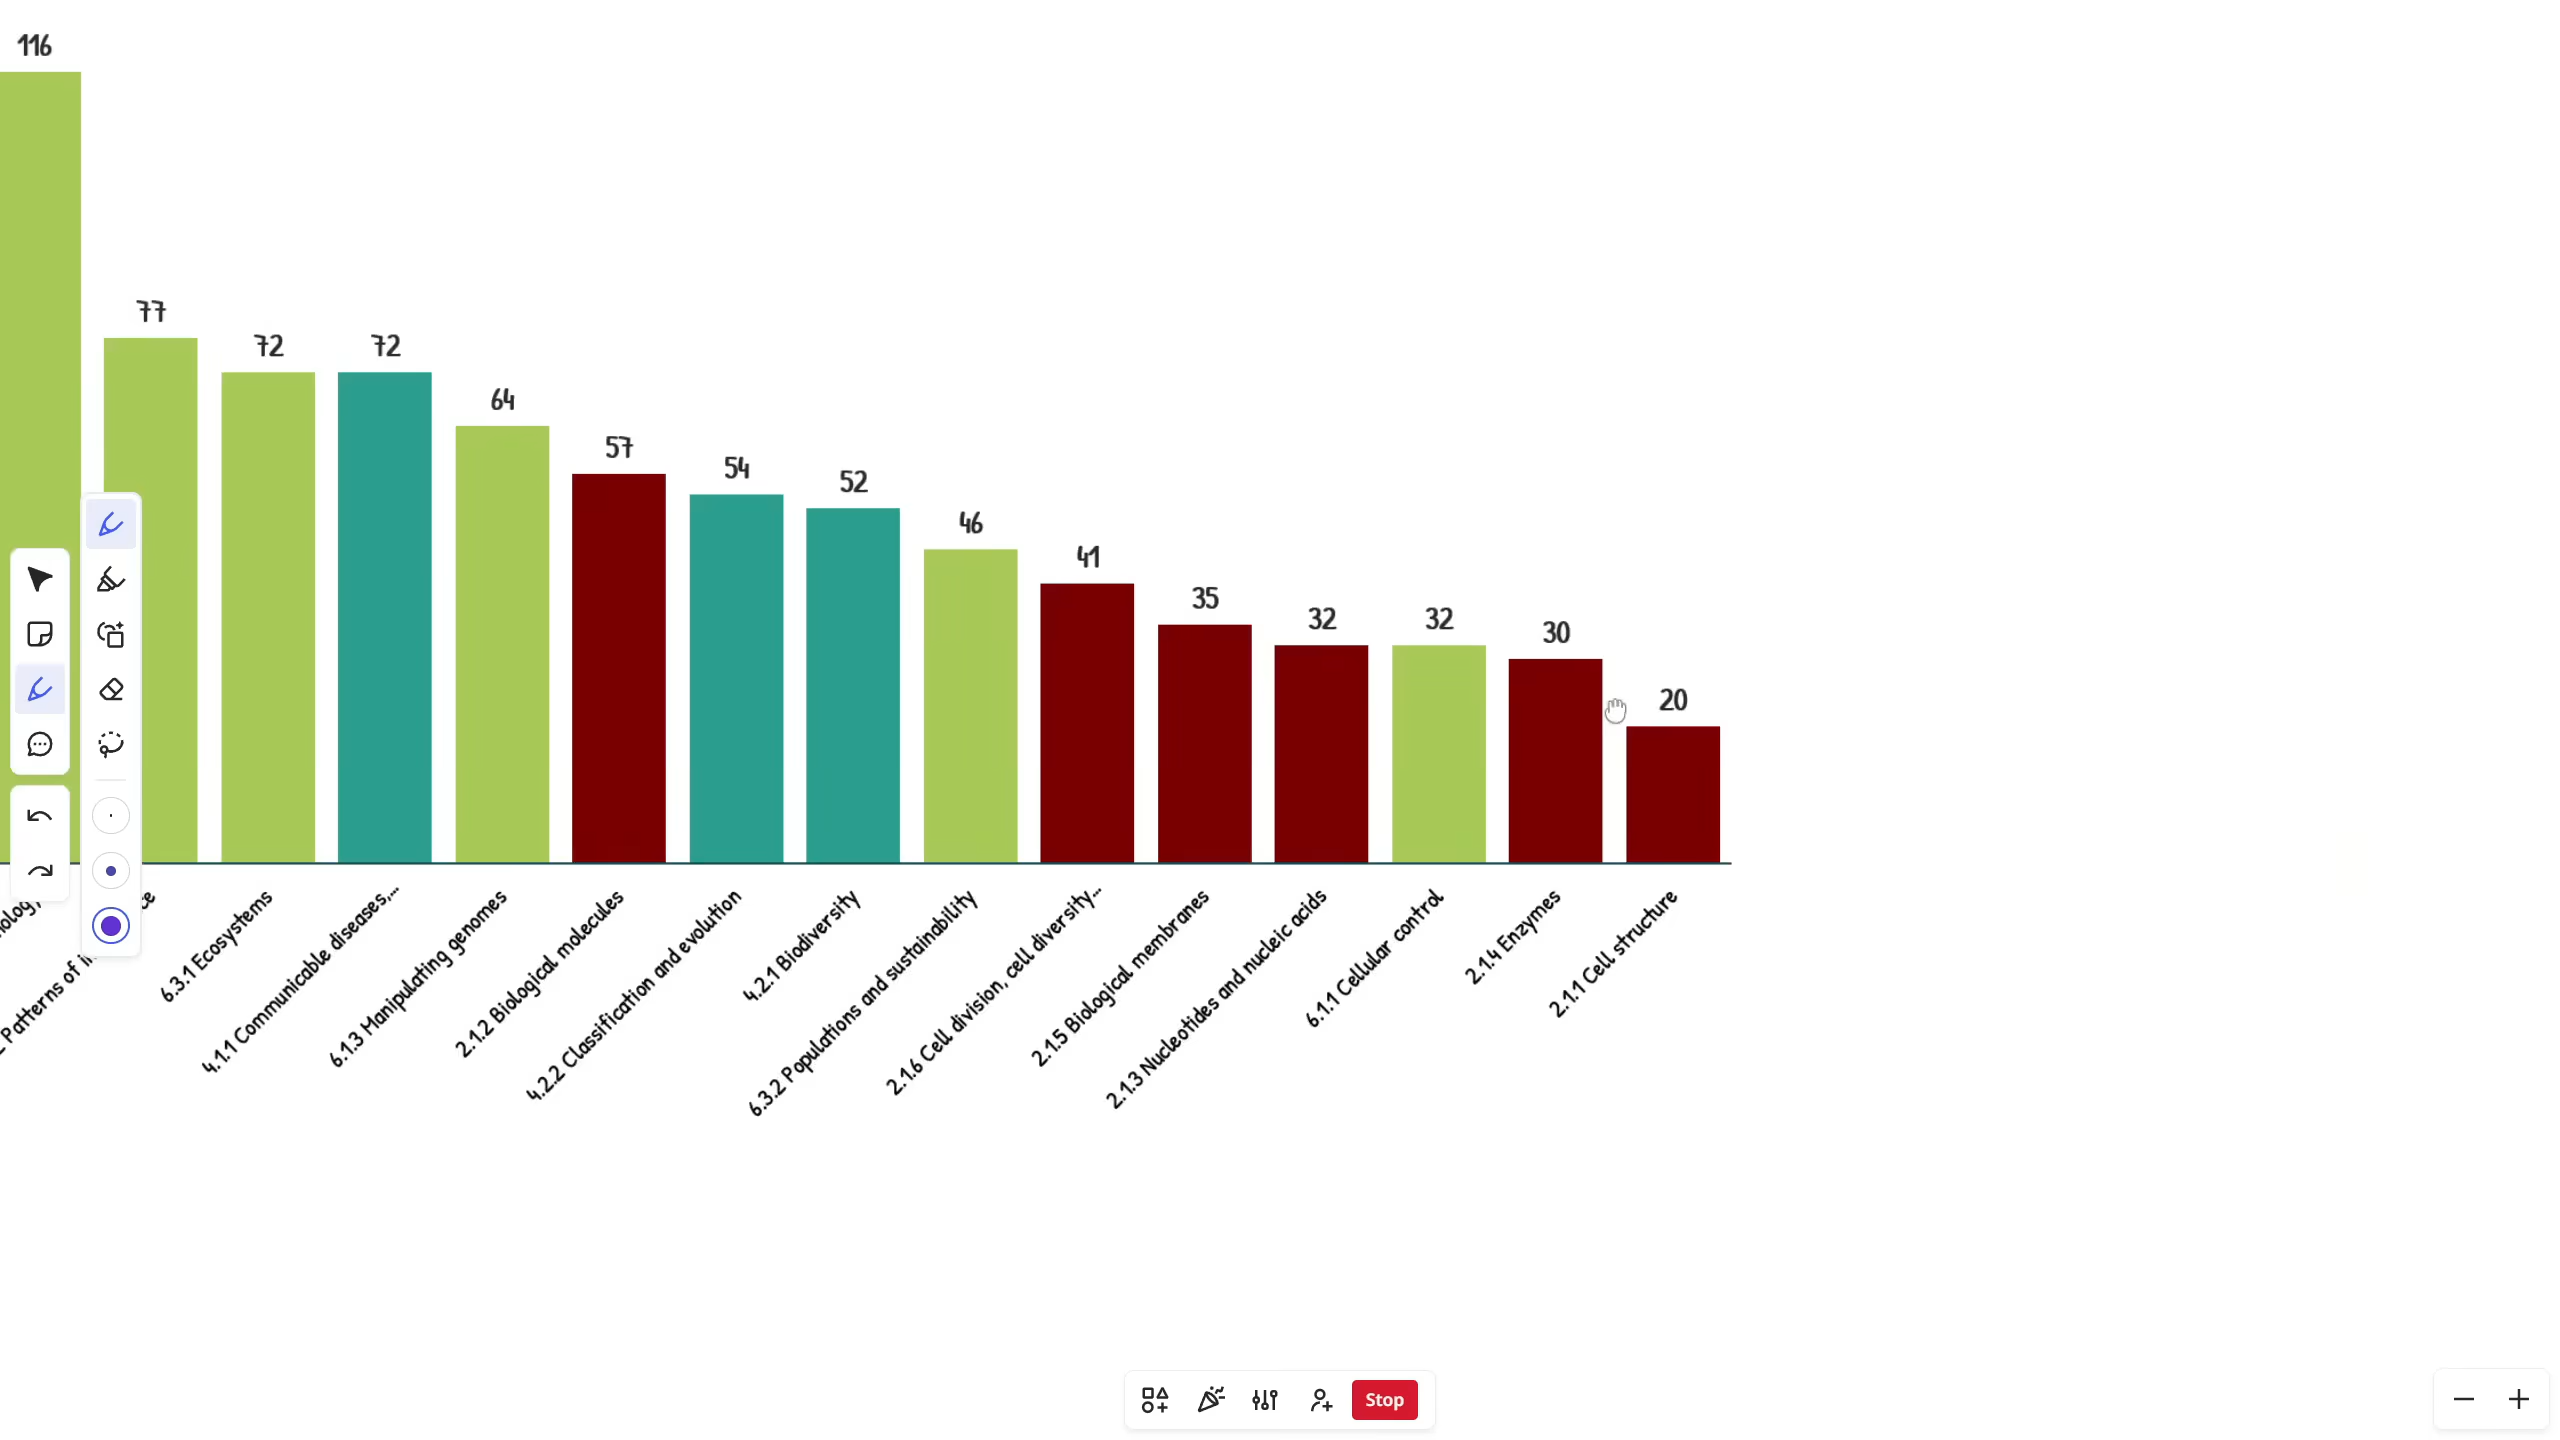 116
77
72
72
64
57
54
52
46
41
35
32
32
30
20
Patterns of
6.3.1 Ecosystems
4.1.1 Communicable diseases,...
6.1.3 Manipulating genomes
2.1.2 Biological molecules
4.2.2 Classification and evolution
4.2.1 Biodiversity
6.3.2 Populations and sustainability
2.1.6 Cell division, cell diversity...
2.1.5 Biological membranes
2.1.3 Nucleotides and nucleic acids
6.1.1 Cellular control
2.1.4 Enzymes
2.1.1 Cell structure
Stop